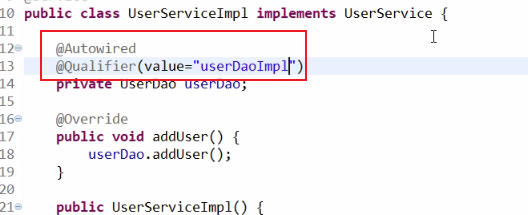 10 public class UserServiceImpl implements UserService {
11
12 @Autowired
13 @Qualifier(value="userDaoImpl")
14 private UserDao userDao;
15
16 @Override
17 public void addUser() {
18 userDao.addUser();
19 }
20
21 public UserServiceImpl() {